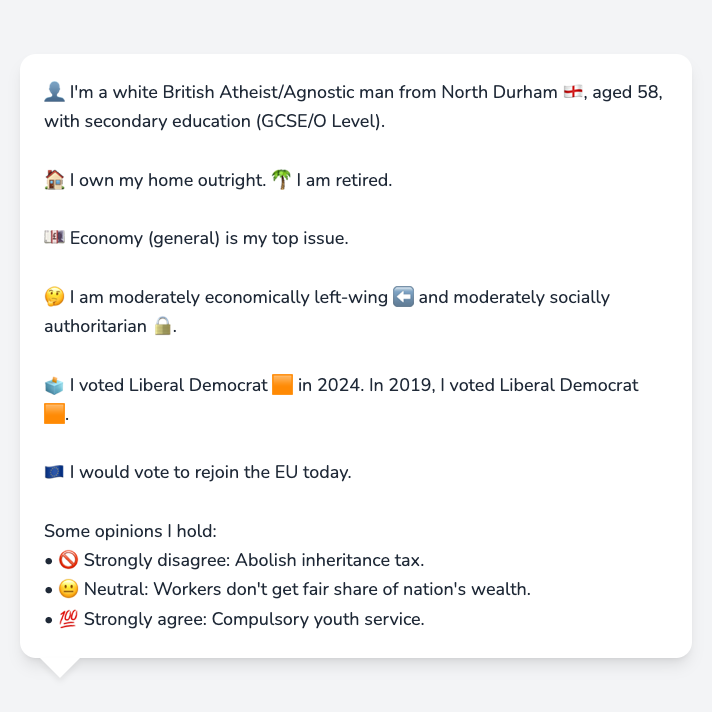 👤 I'm a white British Atheist/Agnostic man from North Durham 🏴󠁧󠁢󠁥󠁮󠁧󠁿, aged 58,
with secondary education (GCSE/O Level).
🏠 I own my home outright. 🌴 I am retired.
💷 Economy (general) is my top issue.
🤔 I am moderately economically left-wing ⬅️ and moderately socially
authoritarian 🔒.
🗳️ I voted Liberal Democrat 🟧 in 2024. In 2019, I voted Liberal Democrat
🟧.
🇪🇺 I would vote to rejoin the EU today.
Some opinions I hold:
• 🚫 Strongly disagree: Abolish inheritance tax.
• 😐 Neutral: Workers don't get fair share of nation's wealth.
• 💯 Strongly agree: Compulsory youth service.